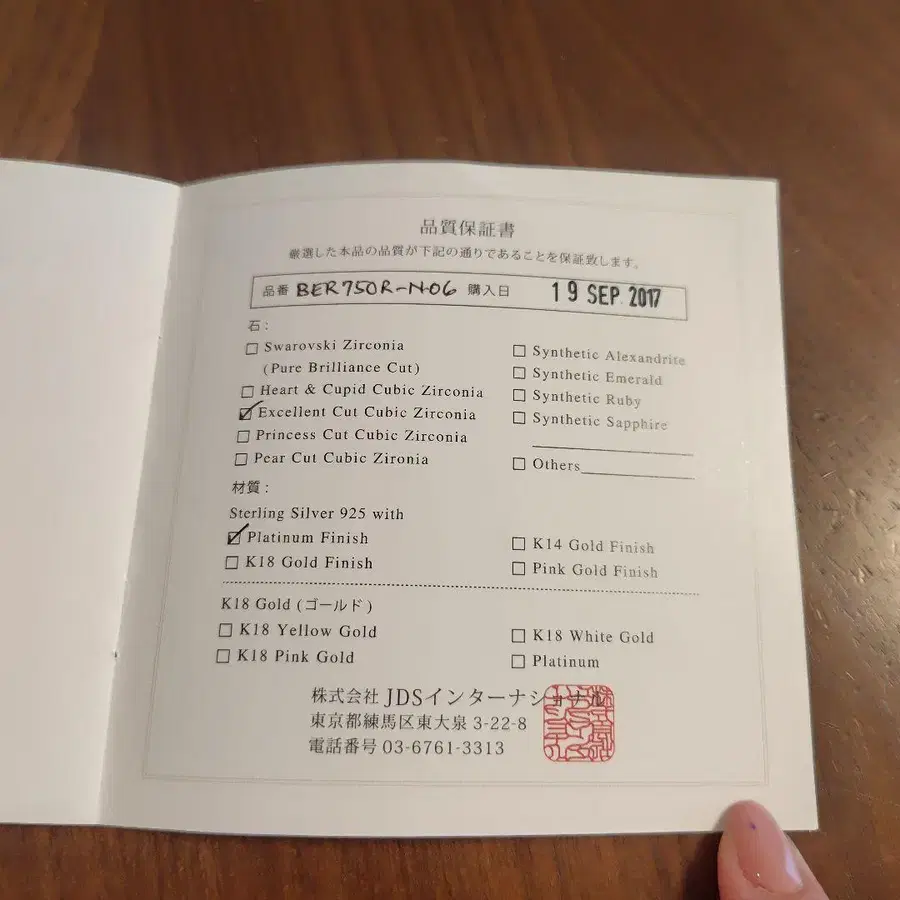 品質保証書
厳選した本品の品質が下記の通りであることを保証致します。
品番 BER750R-N-06 購入日 19 SEP. 2017
石：
Swarovski Zirconia
(Pure Brilliance Cut)
Heart & Cupid Cubic Zirconia
Excellent Cut Cubic Zirconia
Princess Cut Cubic Zirconia
Pear Cut Cubic Zironia
Synthetic Alexandrite
Synthetic Emerald
Synthetic Ruby
Synthetic Sapphire
Others
材質：
Sterling Silver 925 with
Platinum Finish
K18 Gold Finish
K14 Gold Finish
Pink Gold Finish
K18 Gold (ゴールド)
K18 Yellow Gold
K18 Pink Gold
K18 White Gold
Platinum
株式会社 JDSインターナショナル
東京都練馬区東大泉 3-22-8
電話番号 03-6761-3313